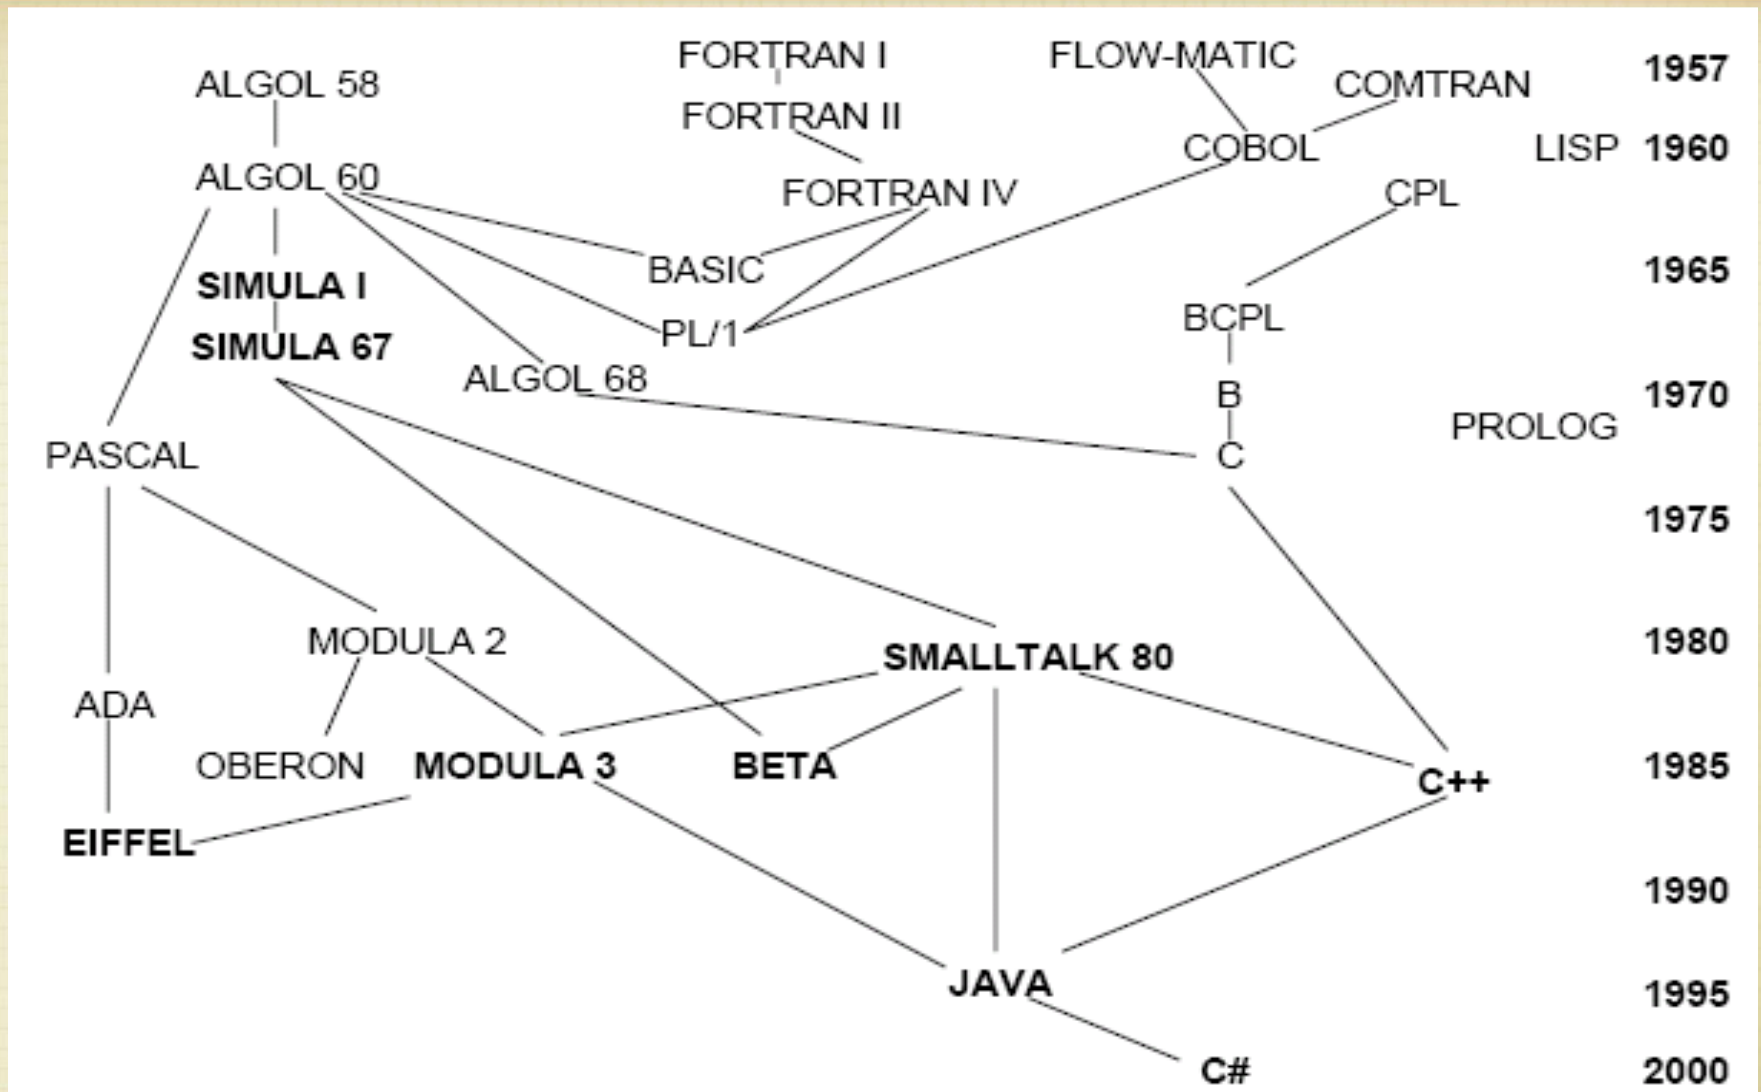 FORTRAN I
FLOW-MATIC
1957
ALGOL 58
COMTRAN
FORTRAN II
COBOL
LISP
1960
ALGOL 60
FORTRAN IV
CPL
BASIC
1965
SIMULA I
BCPL
PL/1
SIMULA 67
ALGOL 68
B
1970
PROLOG
PASCAL
C
1975
MODULA 2
1980
SMALLTALK 80
ADA
OBERON
MODULA 3
BETA
1985
C++
EIFFEL
1990
JAVA
1995
C#
2000